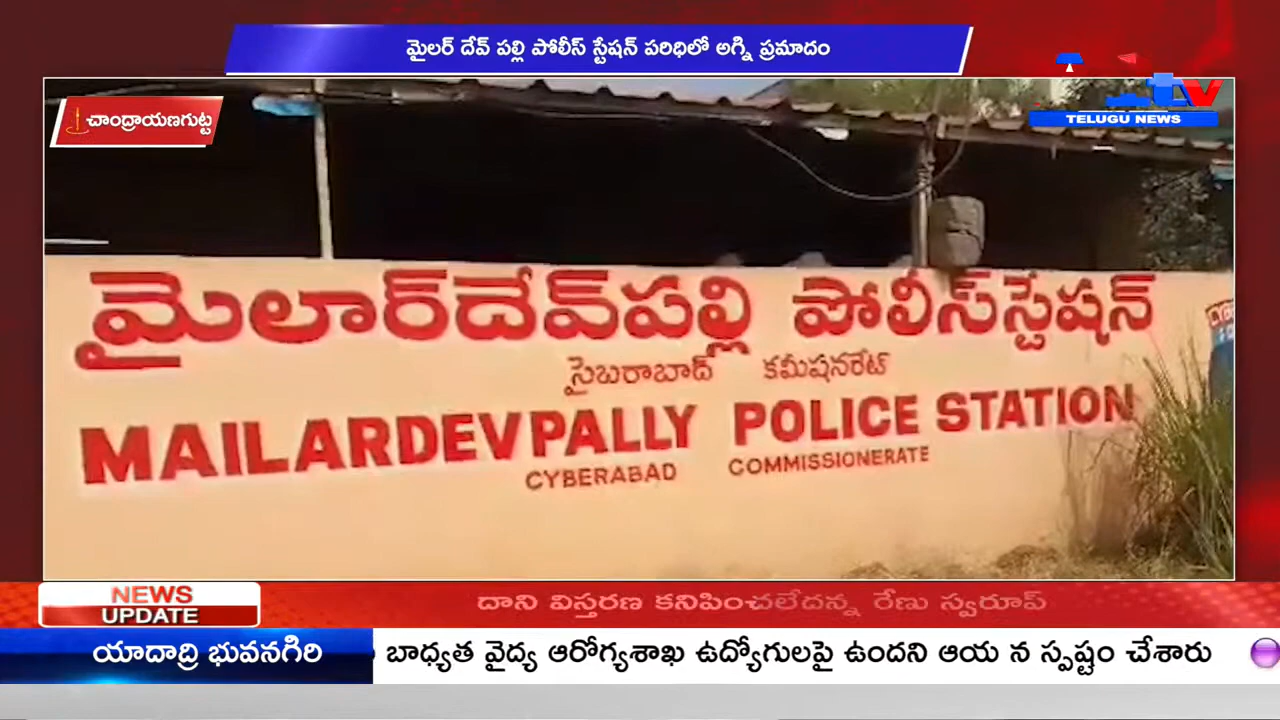 మైలర్ దేవ్ పల్లి పోలీస్ స్టేషన్ పరిధిలో అగ్ని ప్రమాదం
చాంద్రాయణగుట్ట
TELUGU NEWS
మైలార్‌దేవ్‌పల్లి పోలీస్‌స్టేషన్
సైబరాబాద్ కమీషనరేట్
MAILARDEVPALLY POLICE STATION
CYBERABAD COMMISSIONERATE
NEWS
UPDATE
దాని విస్తరణ కనిపించలేదన్న రేణు స్వరూప్
యాదాద్రి భువనగిరి
బాధ్యత వైద్య ఆరోగ్యశాఖ ఉద్యోగులపై ఉందని ఆయ న స్పష్టం చేశారు